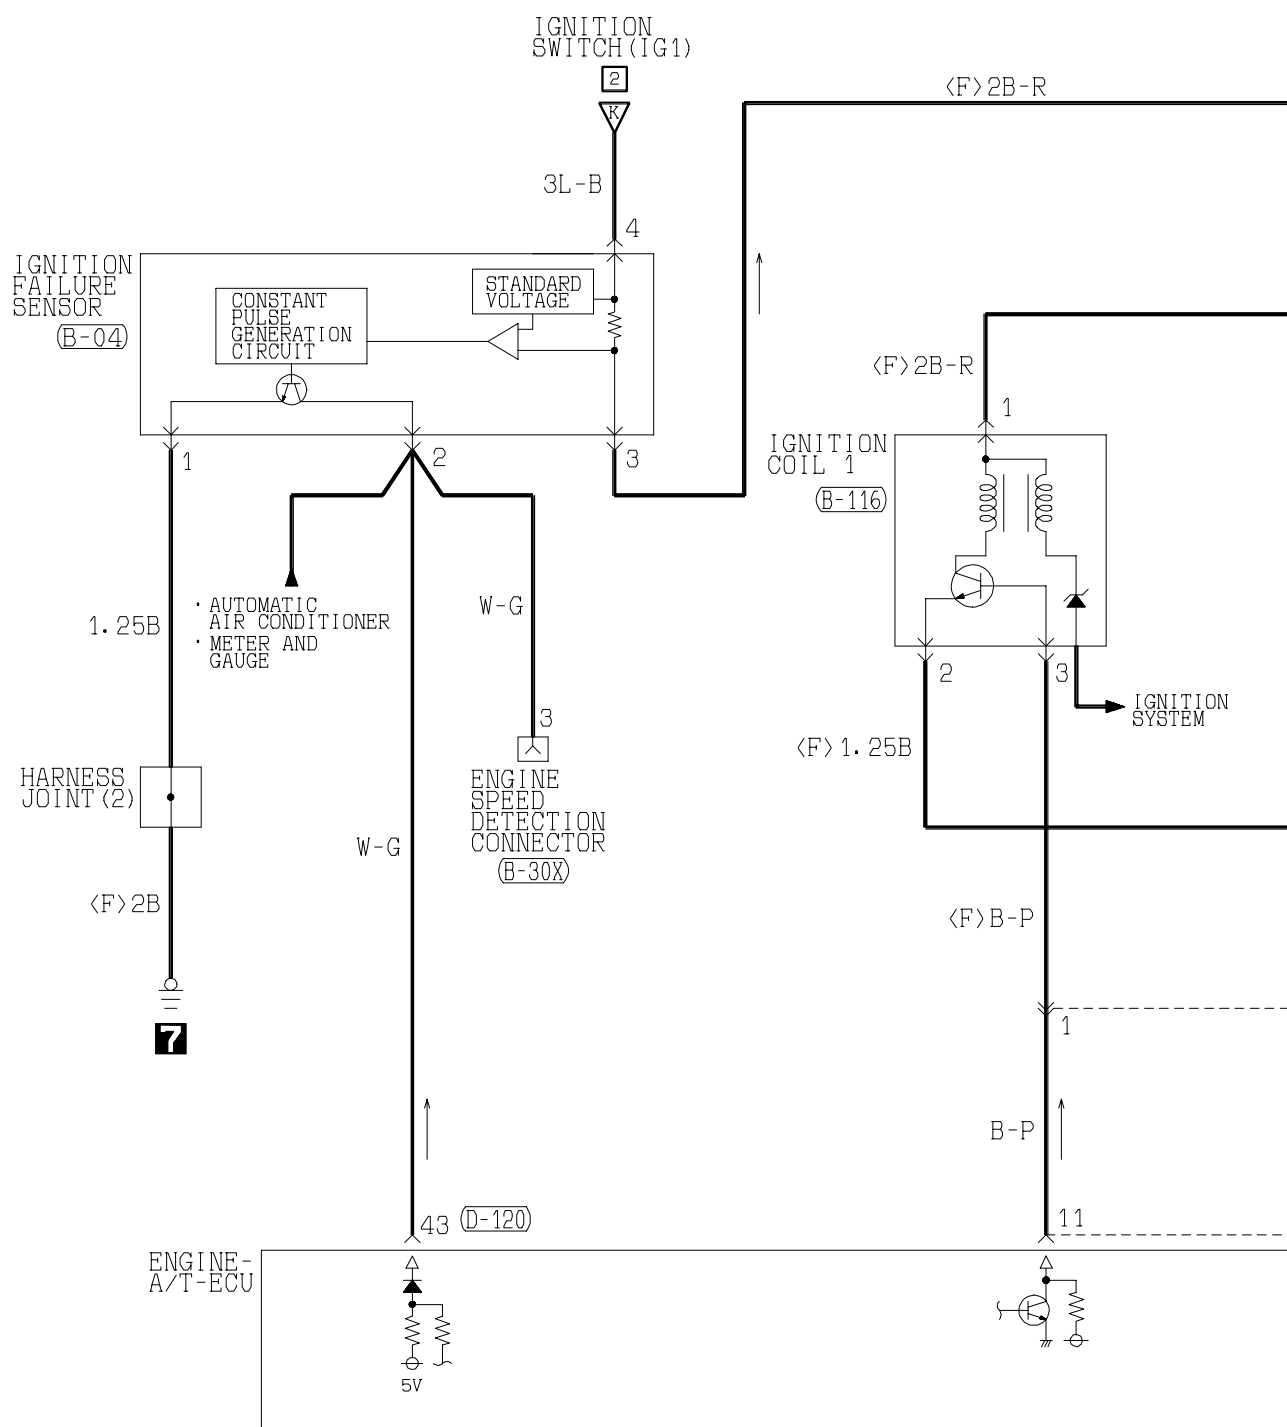 IGNITION
SWITCH(IG1)
2
K
<F>2B-R
3L-B
4
IGNITION
FAILURE
SENSOR
B-04
STANDARD
VOLTAGE
CONSTANT
PULSE
GENERATION
CIRCUIT
<F>2B-R
1
1
2
3
IGNITION
COIL 1
B-116
1.25B
· AUTOMATIC
AIR CONDITIONER
· METER AND
GAUGE
W-G
2
3
IGNITION
SYSTEM
3
<F>1.25B
HARNESS
JOINT(2)
ENGINE
SPEED
DETECTION
CONNECTOR
B-30X
W-G
<F>2B
<F>B-P
7
1
B-P
43
D-120
11
ENGINE-
A/T-ECU
5V